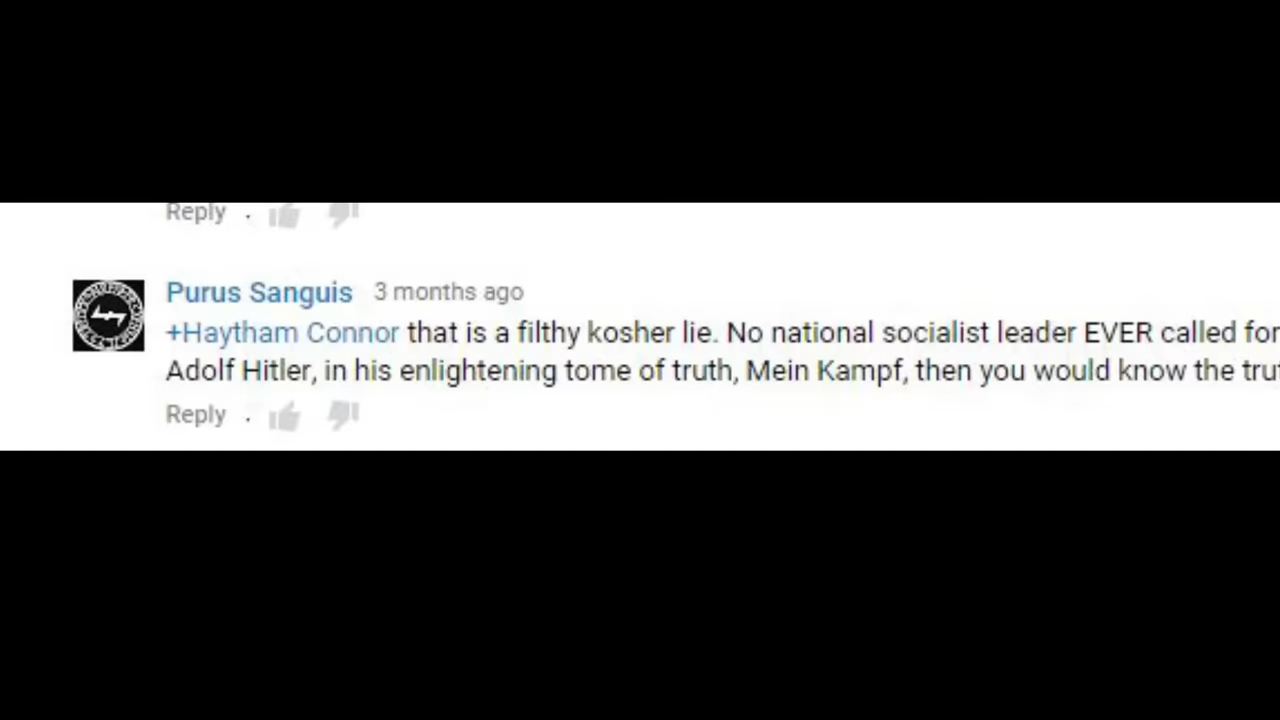 Reply .
Purus Sanguis 3 months ago
+Haytham Connor that is a filthy kosher lie. No national socialist leader EVER called for
Adolf Hitler, in his enlightening tome of truth, Mein Kampf, then you would know the
Reply .